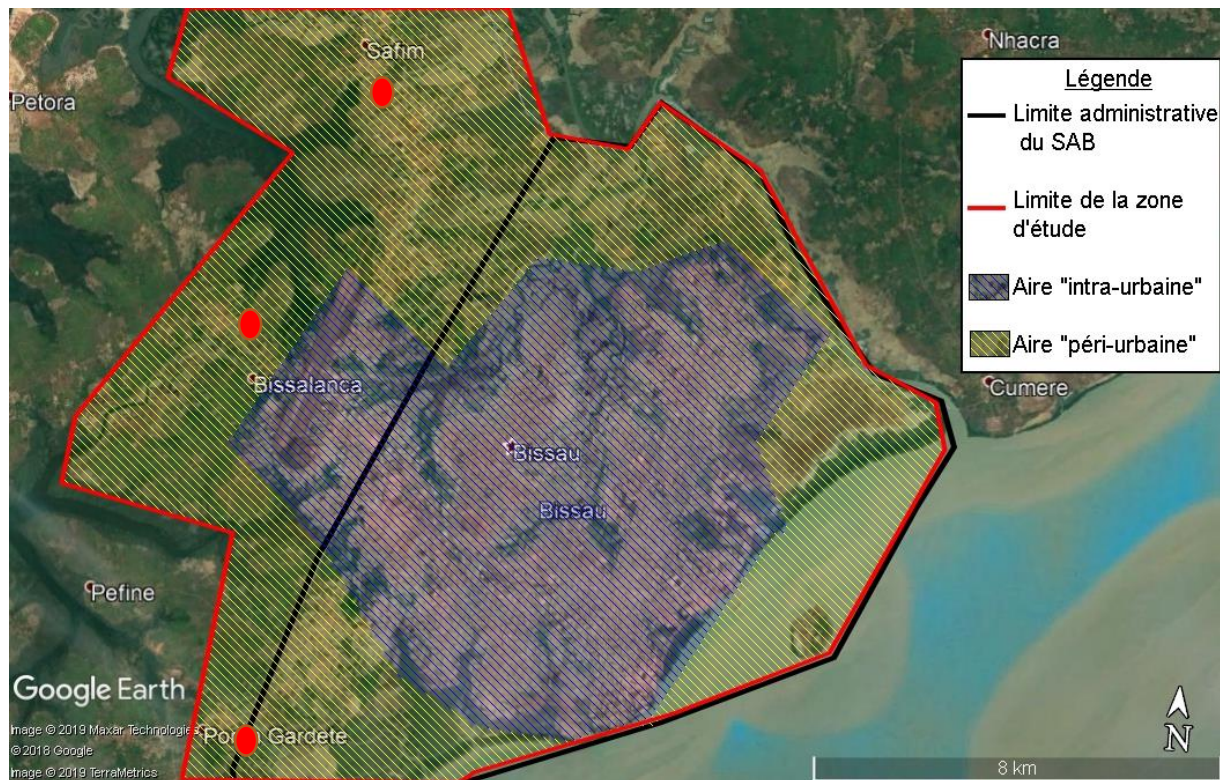 Safim
Nhacra
Petora
Légende
Limite administrative
du SAB
Limite de la zone
d'étude
Aire "intra-urbaine"
Aire "péri-urbaine"
Bissalanca
Cumere
Bissau
Bissau
Pefine
Google Earth
Image © 2019 Maxar Technologies
© 2018 Google
Image © 2019 TerraMetrics
Gardete
N
8 km